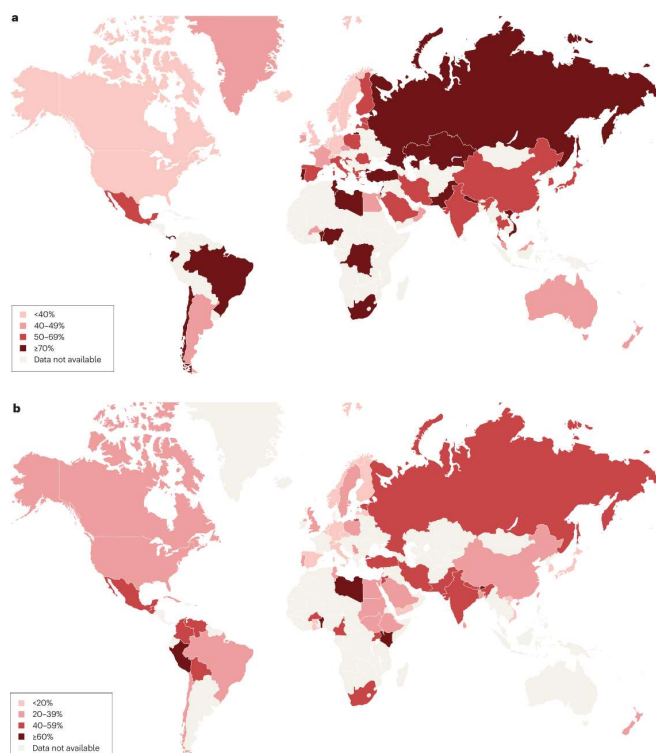 a
<40%
40–49%
50–69%
≥70%
Data not available
b
<20%
20–39%
40–59%
≥60%
Data not available